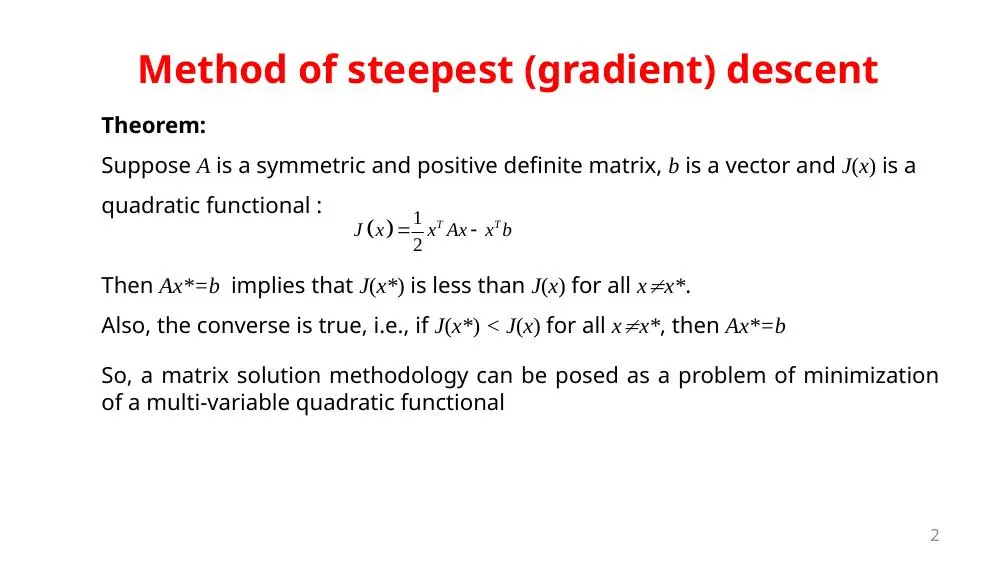 Method of steepest (gradient) descent
Theorem:
Suppose A is a symmetric and positive definite matrix, b is a vector and J(x) is a
quadratic functional :
J(x)=1/2 x^T Ax- x^T b
Then Ax*=b implies that J(x*) is less than J(x) for all x≠x*.
Also, the converse is true, i.e., if J(x*) < J(x) for all x≠x*, then Ax*=b
So, a matrix solution methodology can be posed as a problem of minimization
of a multi-variable quadratic functional
2